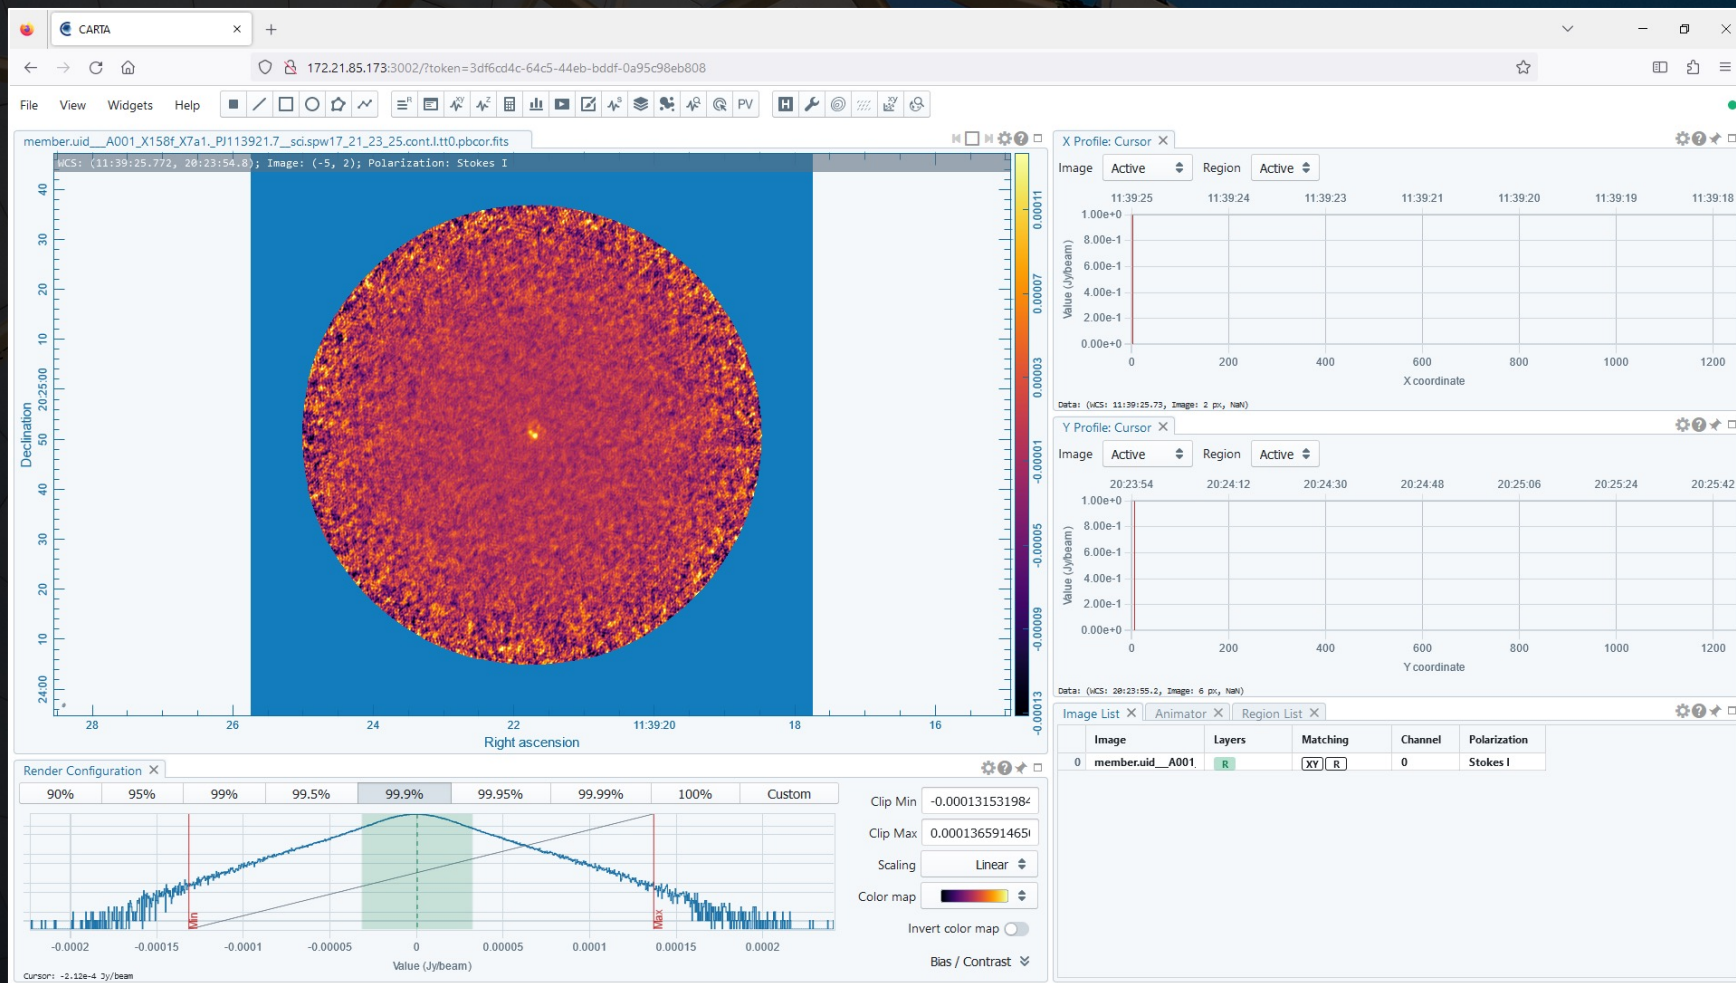 CARTA
172.21.85.173:3002/?token=3df6cd4c-64c5-44eb-bddf-0a95c98eb808
File View Widgets Help
PV
member.uid___A001_X158f_X7a1._PJ113921.7__sci.spw17_21_23_25.cont.I.tt0.pbcor.fits
WCS: (11:39:25.772, 20:23:54.8); Image: (-5, 2); Polarization: Stokes I
40
30
20
10
20:25:00
50
40
30
20
10
24:00
Declination
28 26 24 22 11:39:20 18 16
Right ascension
0.00011
0.00007
0.00003
-0.00001
-0.00005
-0.00009
-0.00013
Render Configuration
90% 95% 99% 99.5% 99.9% 99.95% 99.99% 100% Custom
Min
Max
-0.0002 -0.00015 -0.0001 -0.00005 0 0.00005 0.0001 0.00015 0.0002
Value (Jy/beam)
Cursor: -2.12e-4 Jy/beam
Clip Min -0.000131531984
Clip Max 0.000136591465
Scaling Linear
Color map
Invert color map
Bias / Contrast
X Profile: Cursor
Image Active Region Active
11:39:25 11:39:24 11:39:23 11:39:21 11:39:20 11:39:19 11:39:18
1.00e+0
8.00e-1
6.00e-1
4.00e-1
2.00e-1
0.00e+0
Value (Jy/beam)
0 200 400 600 800 1000 1200
X coordinate
Data: (WCS: 11:39:25.73, Image: 2 px, NaN)
Y Profile: Cursor
Image Active Region Active
20:23:54 20:24:12 20:24:30 20:24:48 20:25:06 20:25:24 20:25:42
1.00e+0
8.00e-1
6.00e-1
4.00e-1
2.00e-1
0.00e+0
Value (Jy/beam)
0 200 400 600 800 1000 1200
Y coordinate
Data: (WCS: 20:23:55.2, Image: 6 px, NaN)
Image List Animator Region List
Image Layers Matching Channel Polarization
0 member.uid___A001_ R XY R 0 Stokes I